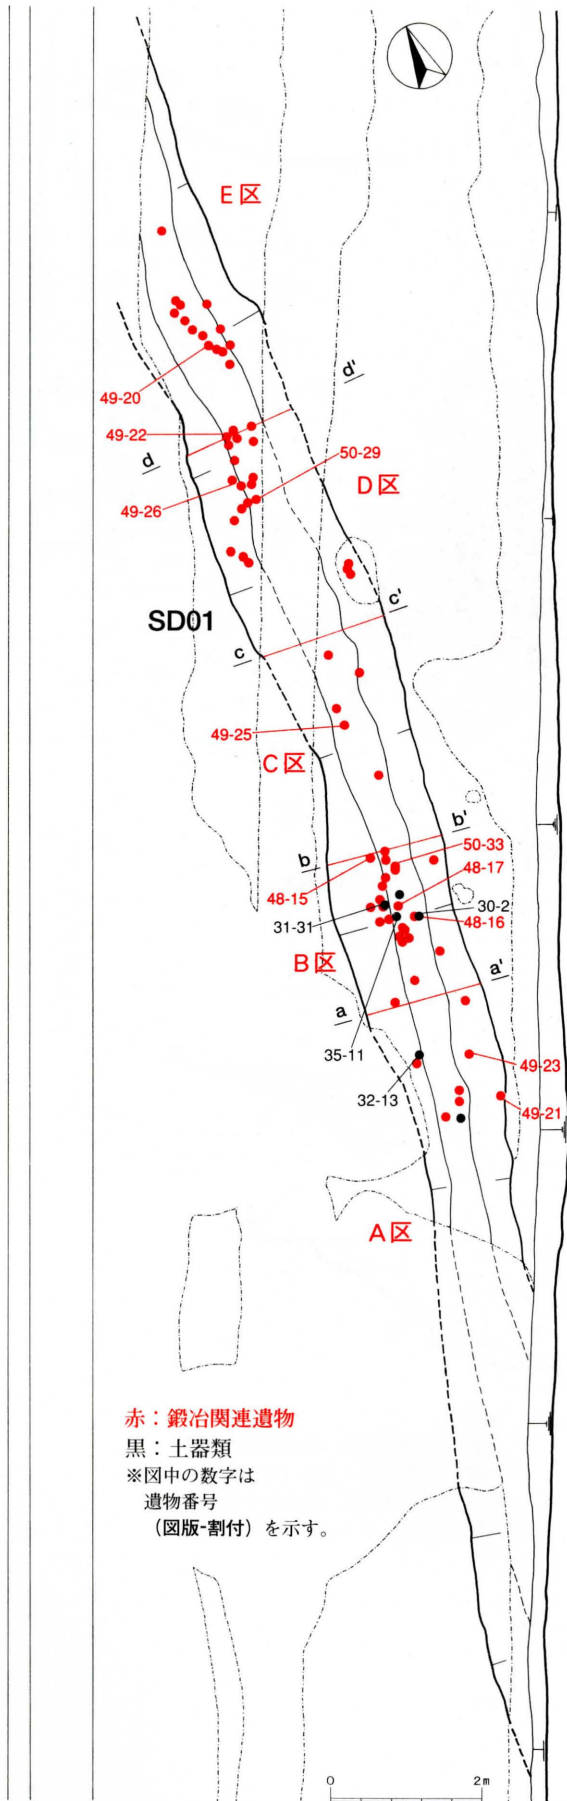 E区
49-20
d'
49-22
d
50-29
D区
49-26
c'
SD01
c
49-25
C区
b'
b
50-33
48-15
48-17
30-2
31-31
48-16
B区
a'
a
35-11
49-23
32-13
49-21
A区
赤：鍛冶関連遺物
黒：土器類
※図中の数字は
遺物番号
（図版-割付）を示す。
0 2m